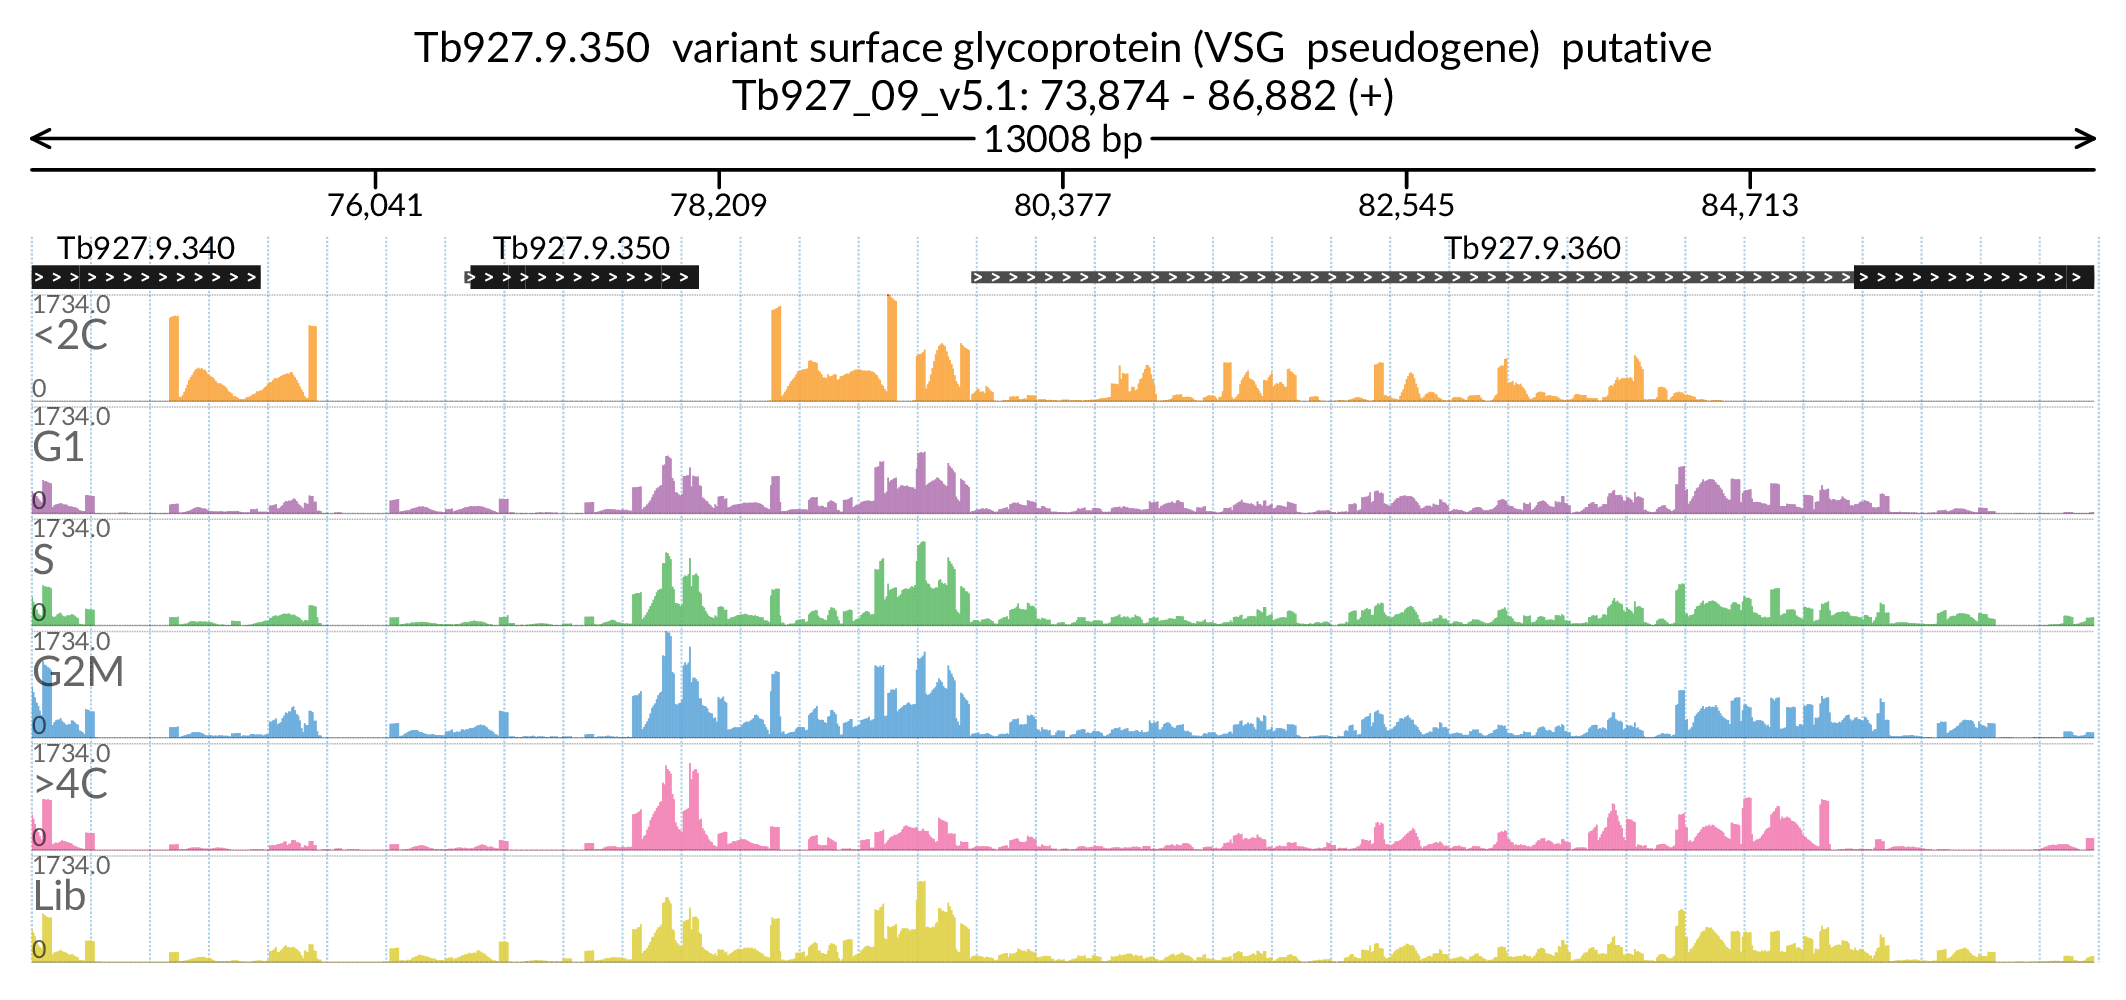 Tb927.9.350  variant surface glycoprotein (VSG  pseudogene)  putative
Tb927_09_v5.1: 73,874 - 86,882 (+)
13008 bp
76,041 78,209 80,377 82,545 84,713
Tb927.9.340 Tb927.9.350 Tb927.9.360
1734.0
<2C
0
1734.0
G1
0
1734.0
S
0
1734.0
G2M
0
1734.0
>4C
0
1734.0
Lib
0